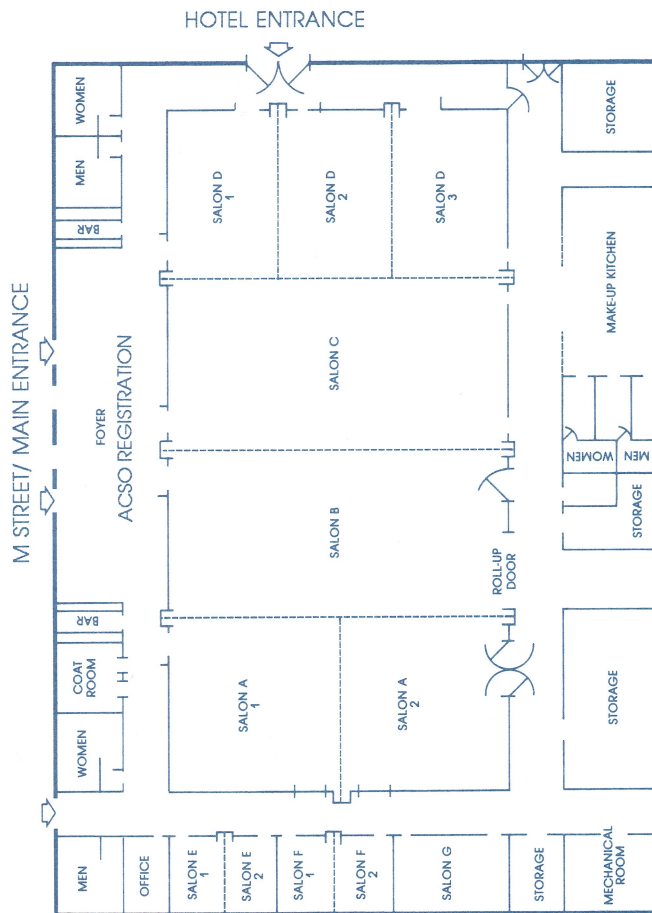 HOTEL ENTRANCE
M STREET/ MAIN ENTRANCE
WOMEN
MEN
BAR
FOYER
ACSO REGISTRATION
BAR
COAT
ROOM
WOMEN
MEN
OFFICE
SALON D
1
SALON D
2
SALON D
3
SALON C
SALON B
SALON A
1
SALON A
2
ROLL-UP
DOOR
SALON E
1
SALON E
2
SALON F
1
SALON F
2
SALON G
STORAGE
MECHANICAL
ROOM
STORAGE
MAKE-UP KITCHEN
WOMEN
MEN
STORAGE
STORAGE